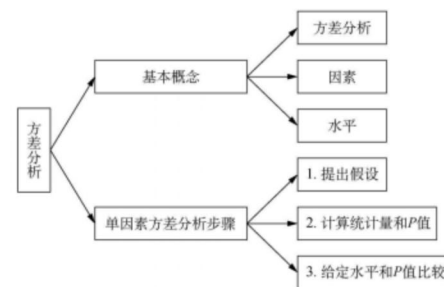 方差分析
基本概念
方差分析
因素
水平
单因素方差分析步骤
1. 提出假设
2. 计算统计量和P值
3. 给定水平和P值比较